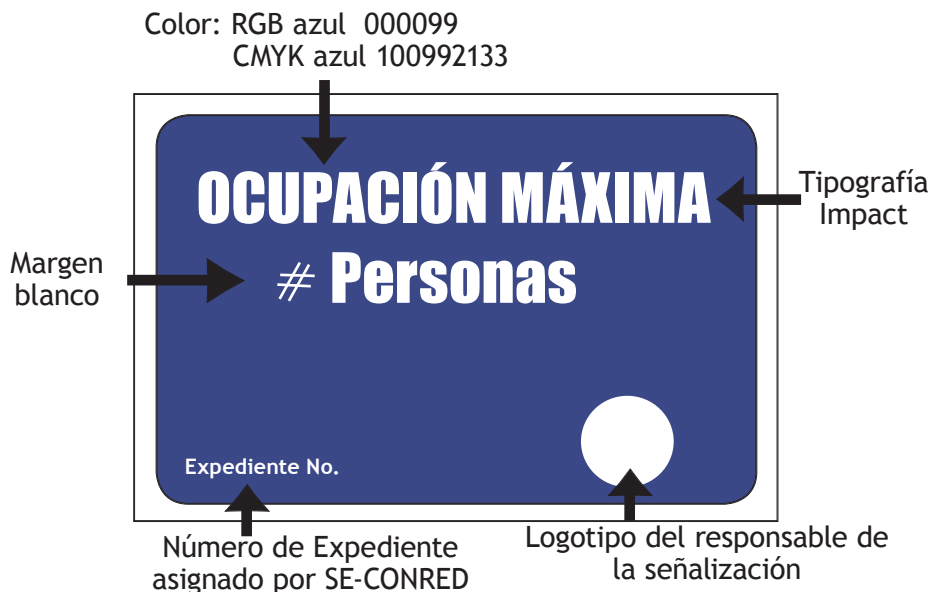 Color: RGB azul 000099
CMYK azul 100992133
OCUPACIÓN MÁXIMA
# Personas
Tipografía
Impact
Margen
blanco
Expediente No.
Número de Expediente
asignado por SE-CONRED
Logotipo del responsable de
la señalización